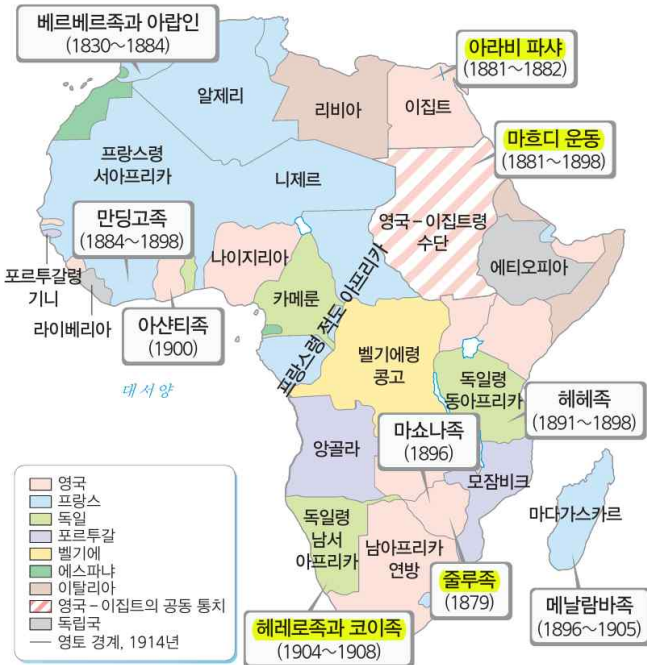 베르베르족과 아랍인
(1830~1884)
아라비 파샤
(1881~1882)
알제리
리비아
이집트
마흐디 운동
(1881~1898)
프랑스령
서아프리카
니제르
만딩고족
(1884~1898)
영국-이집트령
수단
나이지리아
에티오피아
포르투갈령
기니
카메룬
라이베리아
아샨티족
(1900)
프랑스령 적도 아프리카
대서양
벨기에령
콩고
독일령
동아프리카
헤헤족
(1891~1898)
마쇼나족
(1896)
앙골라
모잠비크
마다가스카르
독일령
남서
아프리카
남아프리카
연방
줄루족
(1879)
메날람바족
(1896~1905)
헤레로족과 코이족
(1904~1908)
영국
프랑스
독일
포르투갈
벨기에
에스파냐
이탈리아
영국-이집트의 공동 통치
독립국
영토 경계, 1914년